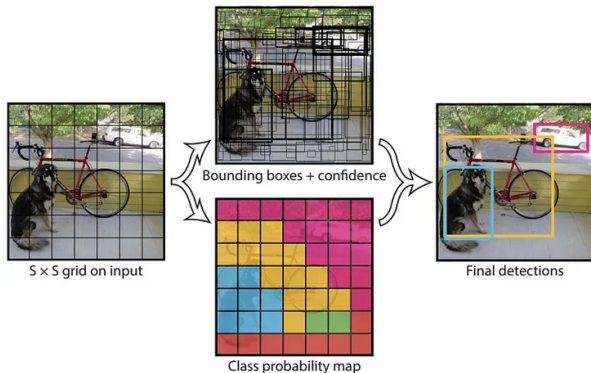 Bounding boxes + confidence
S × S grid on input
Final detections
Class probability map